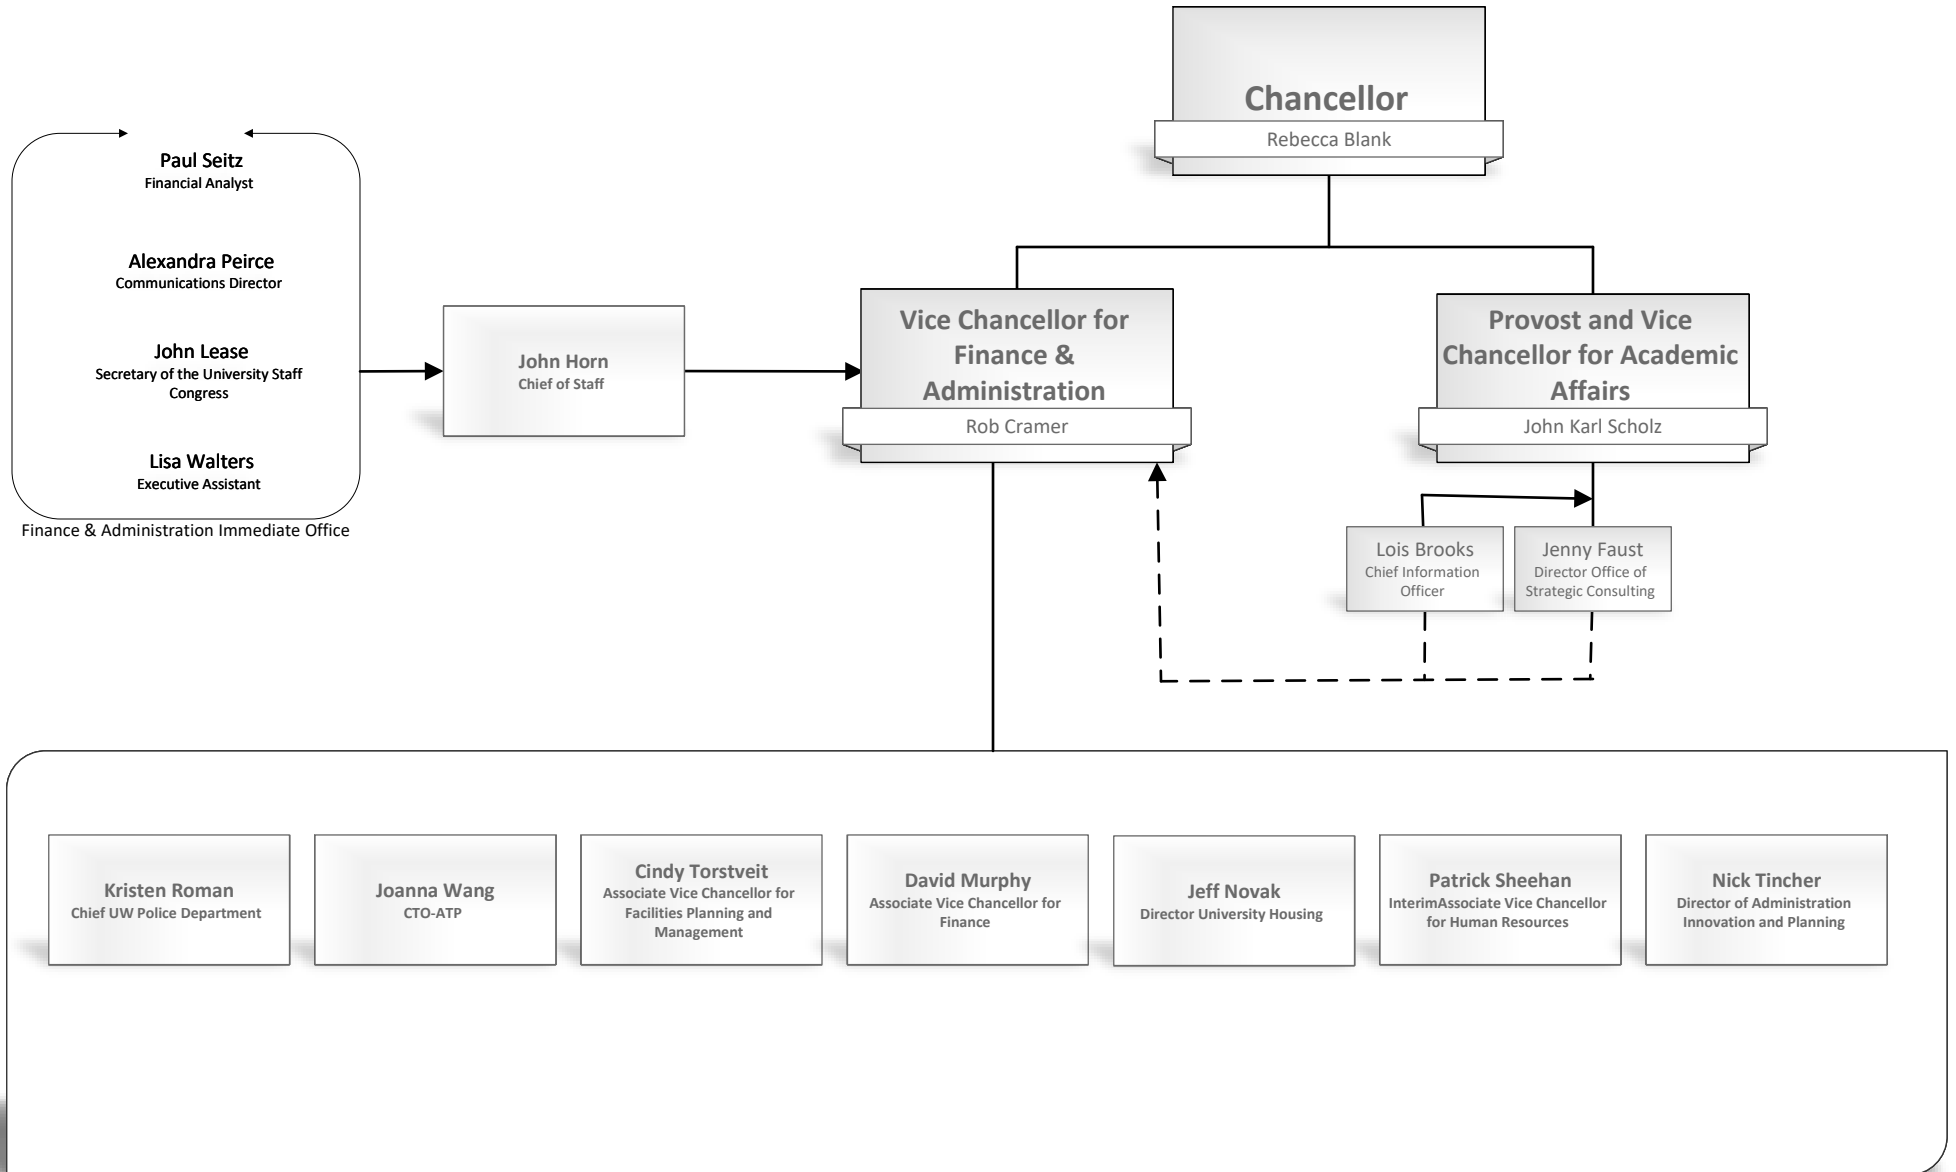 Chancellor
Rebecca Blank
Paul Seitz
Financial Analyst
Alexandra Peirce
Communications Director
John Lease
Secretary of the University Staff
Congress
Lisa Walters
Executive Assistant
Finance & Administration Immediate Office
John Horn
Chief of Staff
Vice Chancellor for
Finance &
Administration
Rob Cramer
Provost and Vice
Chancellor for Academic
Affairs
John Karl Scholz
Lois Brooks
Chief Information
Officer
Jenny Faust
Director Office of
Strategic Consulting
Kristen Roman
Chief UW Police Department
Joanna Wang
CTO-ATP
Cindy Torstveit
Associate Vice Chancellor for
Facilities Planning and
Management
David Murphy
Associate Vice Chancellor for
Finance
Jeff Novak
Director University Housing
Patrick Sheehan
InterimAssociate Vice Chancellor
for Human Resources
Nick Tincher
Director of Administration
Innovation and Planning